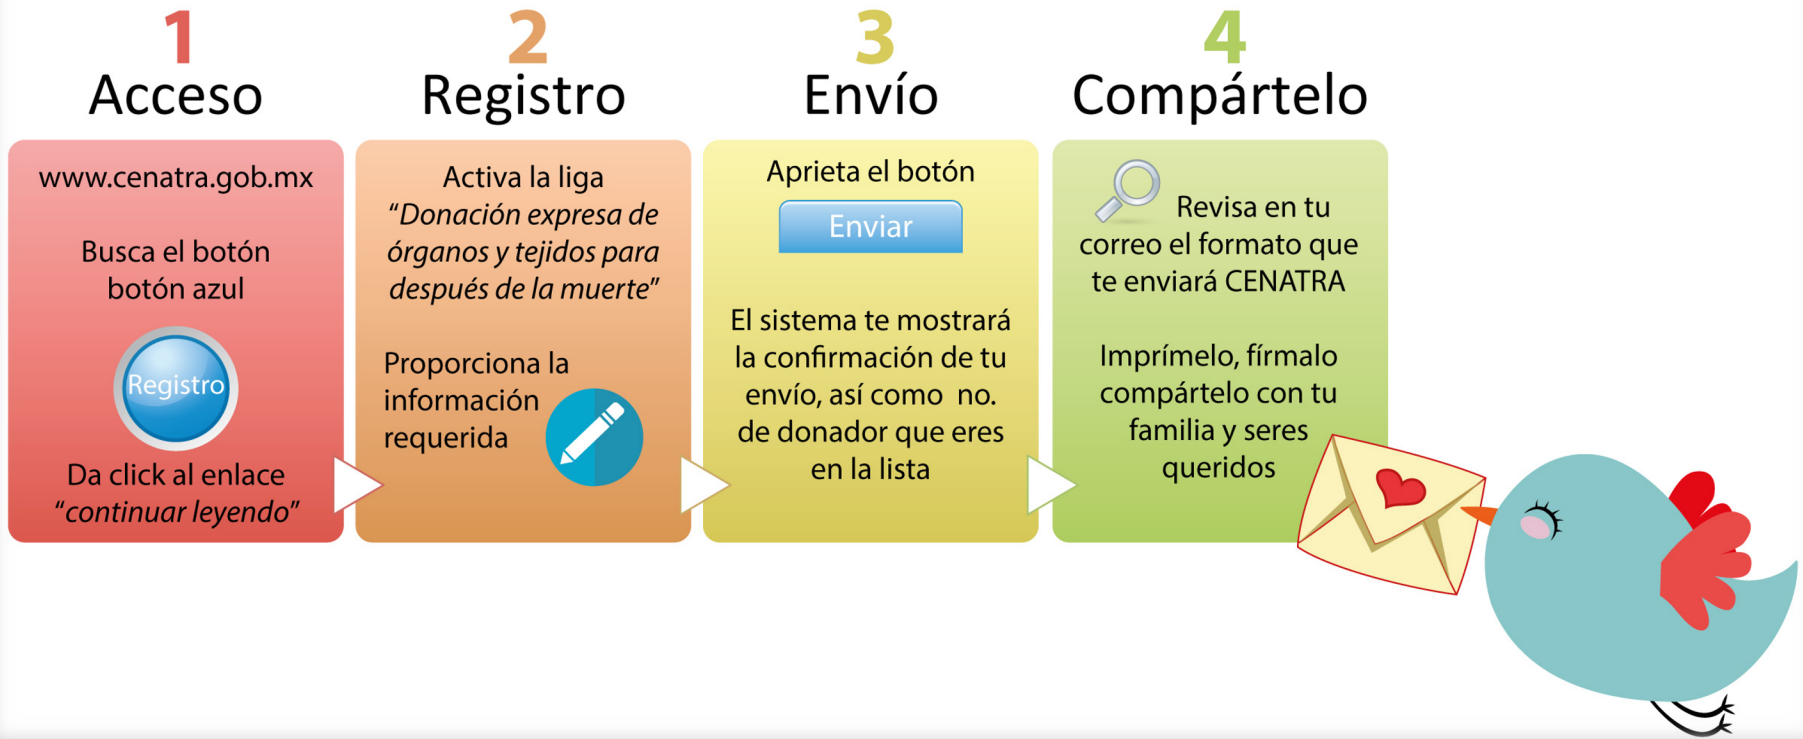 1
Acceso
www.cenatra.gob.mx
Busca el botón
botón azul
Registro
Da click al enlace
“continuar leyendo”
2
Registro
Activa la liga
“Donación expresa de
órganos y tejidos para
después de la muerte”
Proporciona la
información
requerida
3
Envío
Aprieta el botón
Enviar
El sistema te mostrará
la confirmación de tu
envío, así como no.
de donador que eres
en la lista
4
Compártelo
Revisa en tu
correo el formato que
te enviará CENATRA
Imprímelo, fírmalo
compártelo con tu
familia y seres
queridos